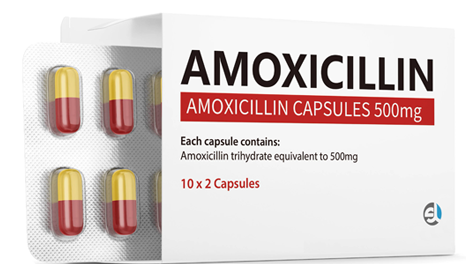 AMOXICILLIN
AMOXICILLIN CAPSULES 500mg
Each capsule contains:
Amoxicillin trihydrate equivalent to 500mg
10 x 2 Capsules